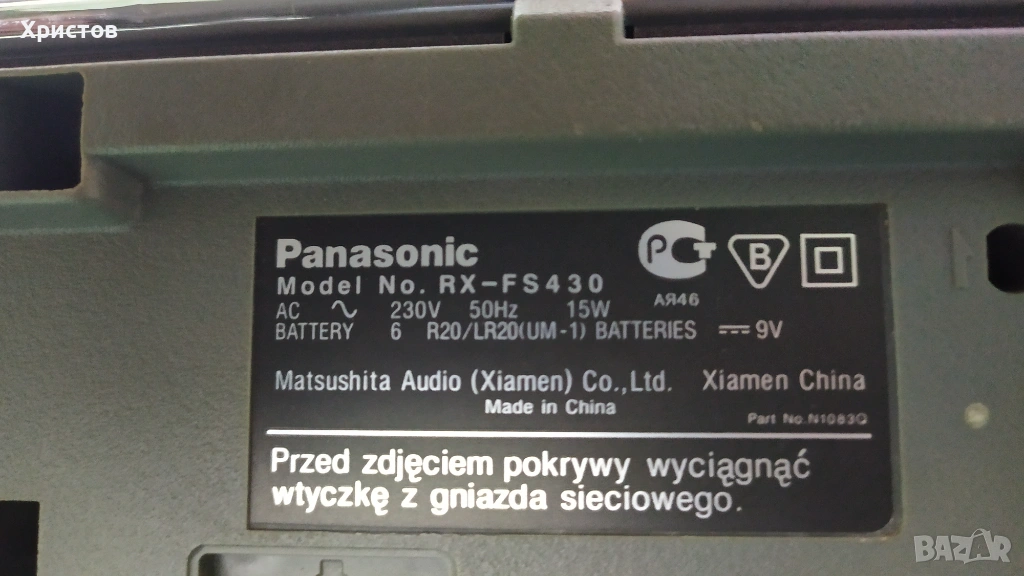 Христов
Panasonic
Model No. RX-FS430
AC ∿ 230V 50Hz 15W
BATTERY 6 R20/LR20(UM-1) BATTERIES ⎓ 9V
РСТ
B
АЯ46
Matsushita Audio (Xiamen) Co.,Ltd. Xiamen China
Made in China
Part No.N1083Q
Przed zdjęciem pokrywy wyciągnąć
wtyczkę z gniazda sieciowego.
BAZAR